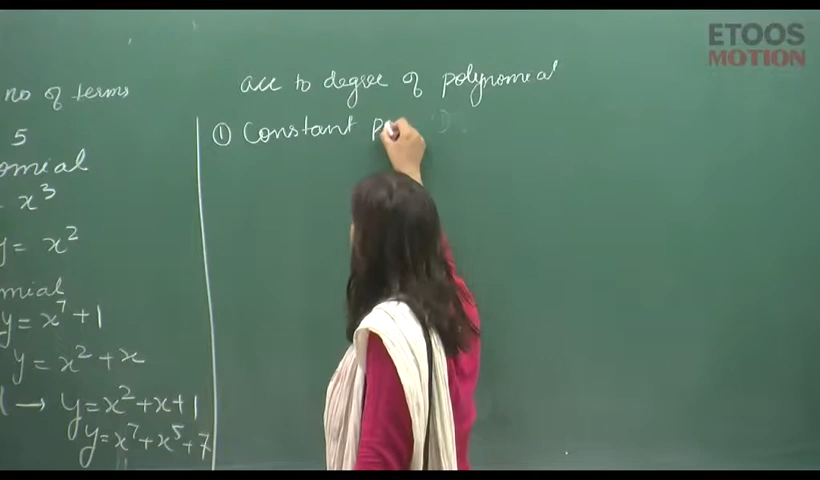 ETOOS
MOTION
no of terms
5
omial
- x³
y = x²
mial
y = x⁷ + 1
y = x² + x
l → y = x² + x + 1
y = x⁷ + x⁵ + 7
acc to degree of polynomial
① Constant p